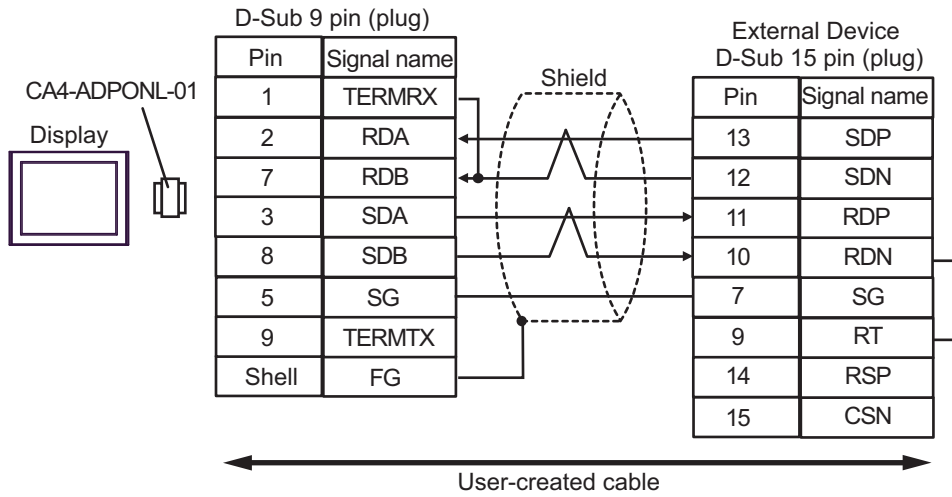 D-Sub 9 pin (plug)
Pin Signal name
1 TERMRX
2 RDA
7 RDB
3 SDA
8 SDB
5 SG
9 TERMTX
Shell FG
CA4-ADPONL-01
Display
Shield
External Device
D-Sub 15 pin (plug)
Pin Signal name
13 SDP
12 SDN
11 RDP
10 RDN
7 SG
9 RT
14 RSP
15 CSN
User-created cable